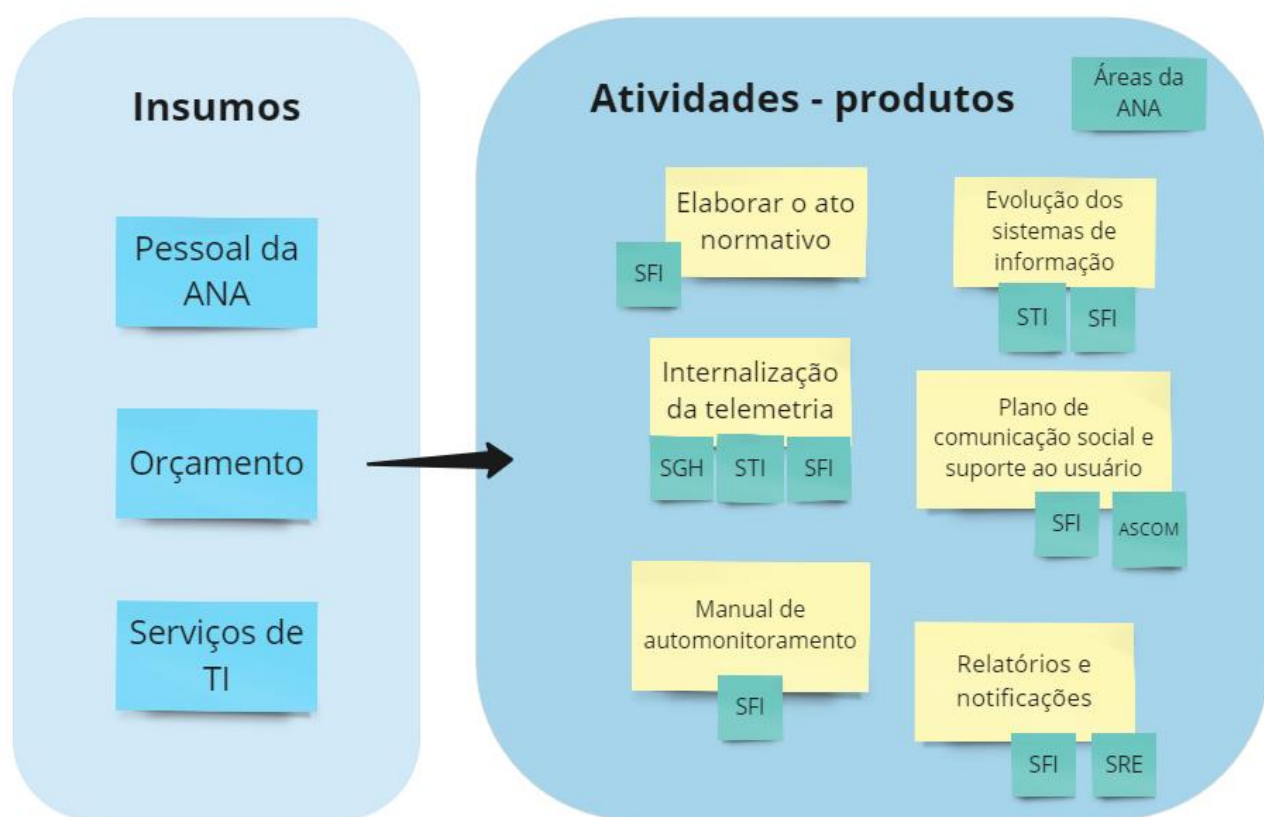 Insumos
Pessoal da
ANA
Orçamento
Serviços de
TI
Atividades - produtos
Áreas da
ANA
Elaborar o ato
normativo
SFI
Evolução dos
sistemas de
informação
STI
SFI
Internalização
da telemetria
SGH
STI
SFI
Plano de
comunicação social e
suporte ao usuário
SFI
ASCOM
Manual de
automonitoramento
SFI
Relatórios e
notificações
SFI
SRE